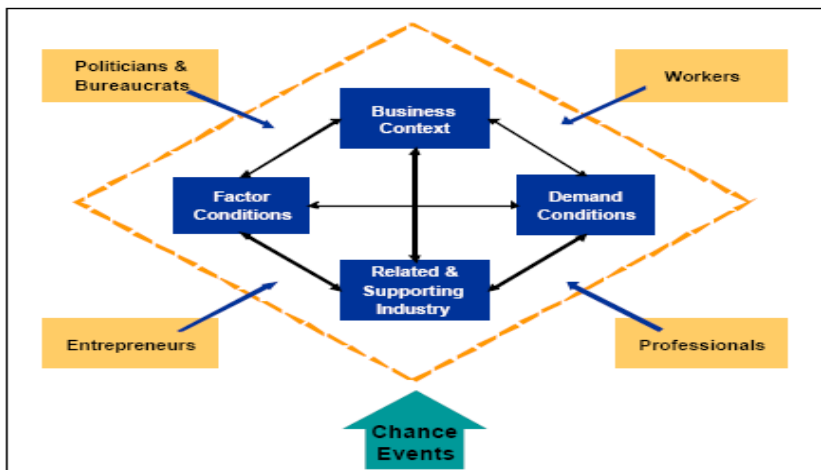 Politicians &
Bureaucrats
Workers
Business
Context
Factor
Conditions
Demand
Conditions
Related &
Supporting
Industry
Entrepreneurs
Professionals
Chance
Events